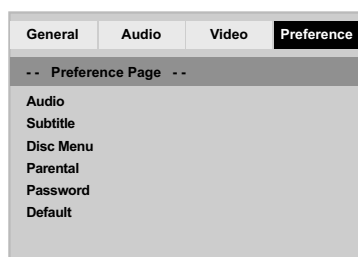 General Audio Video Preference
-- Preference Page --
Audio
Subtitle
Disc Menu
Parental
Password
Default